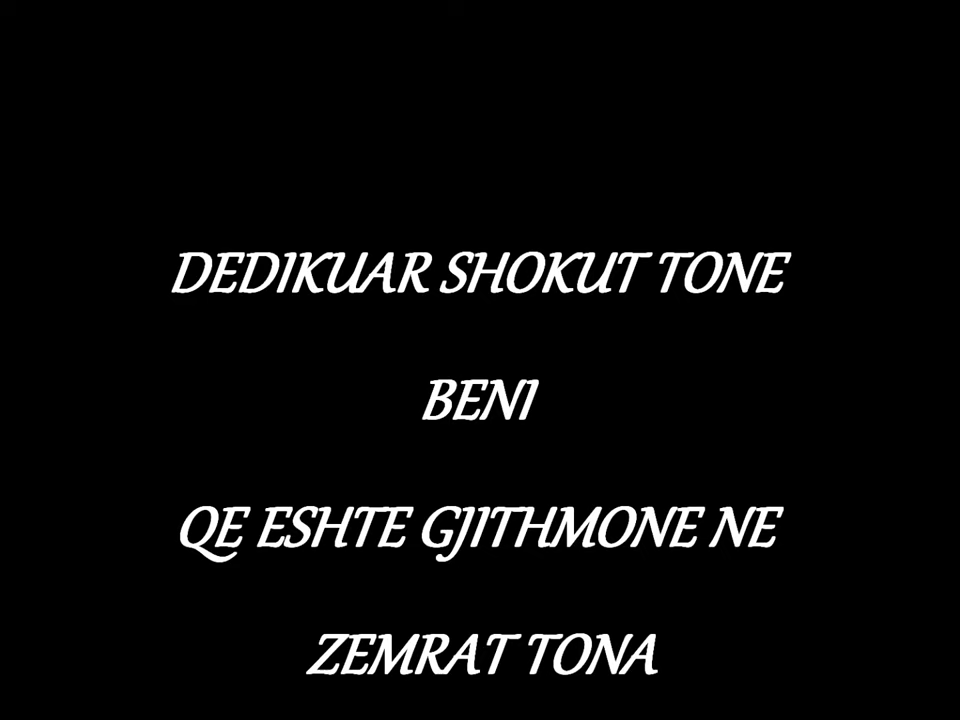 DEDIKUAR SHOKUT TONE
BENI
QE ESHTE GJITHMONE NE
ZEMRAT TONA